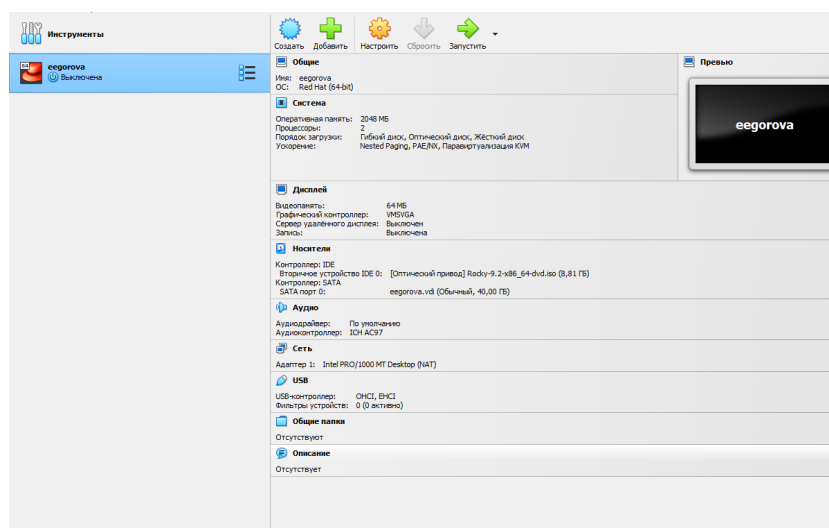 Инструменты
Создать Добавить Настроить Сбросить Запустить
64
eegorova
Выключена
Общие
Имя: eegorova
ОС: Red Hat (64-bit)
Превью
eegorova
Система
Оперативная память: 2048 МБ
Процессоры: 2
Порядок загрузки: Гибкий диск, Оптический диск, Жёсткий диск
Ускорение: Nested Paging, PAE/NX, Паравиртуализация KVM
Дисплей
Видеопамять: 64 МБ
Графический контроллер: VMSVGA
Сервер удалённого дисплея: Выключен
Запись: Выключена
Носители
Контроллер: IDE
Вторичное устройство IDE 0: [Оптический привод] Rocky-9.2-x86_64-dvd.iso (8,81 ГБ)
Контроллер: SATA
SATA порт 0: eegorova.vdi (Обычный, 40,00 ГБ)
Аудио
Аудиодрайвер: По умолчанию
Аудиоконтроллер: ICH AC97
Сеть
Адаптер 1: Intel PRO/1000 MT Desktop (NAT)
USB
USB-контроллер: OHCI, EHCI
Фильтры устройств: 0 (0 активно)
Общие папки
Отсутствуют
Описание
Отсутствует